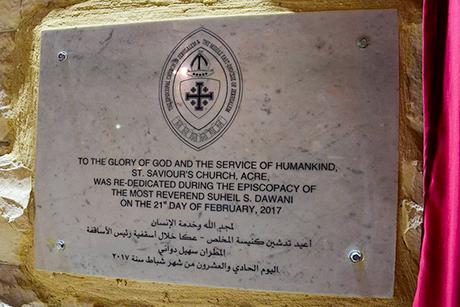 TO THE GLORY OF GOD AND THE SERVICE OF HUMANKIND,
ST. SAVIOUR'S CHURCH, ACRE,
WAS RE-DEDICATED DURING THE EPISCOPACY OF
THE MOST REVEREND SUHEIL S. DAWANI
ON THE 21ST DAY OF FEBRUARY, 2017
لمجد الله وخدمة الإنسان
أعيد تدشين كنيسة المخلص - عكا خلال أسقفية رئيس الأساقفة
المطران سهيل دواني
اليوم الحادي والعشرون من شهر شباط سنة ٢٠١٧